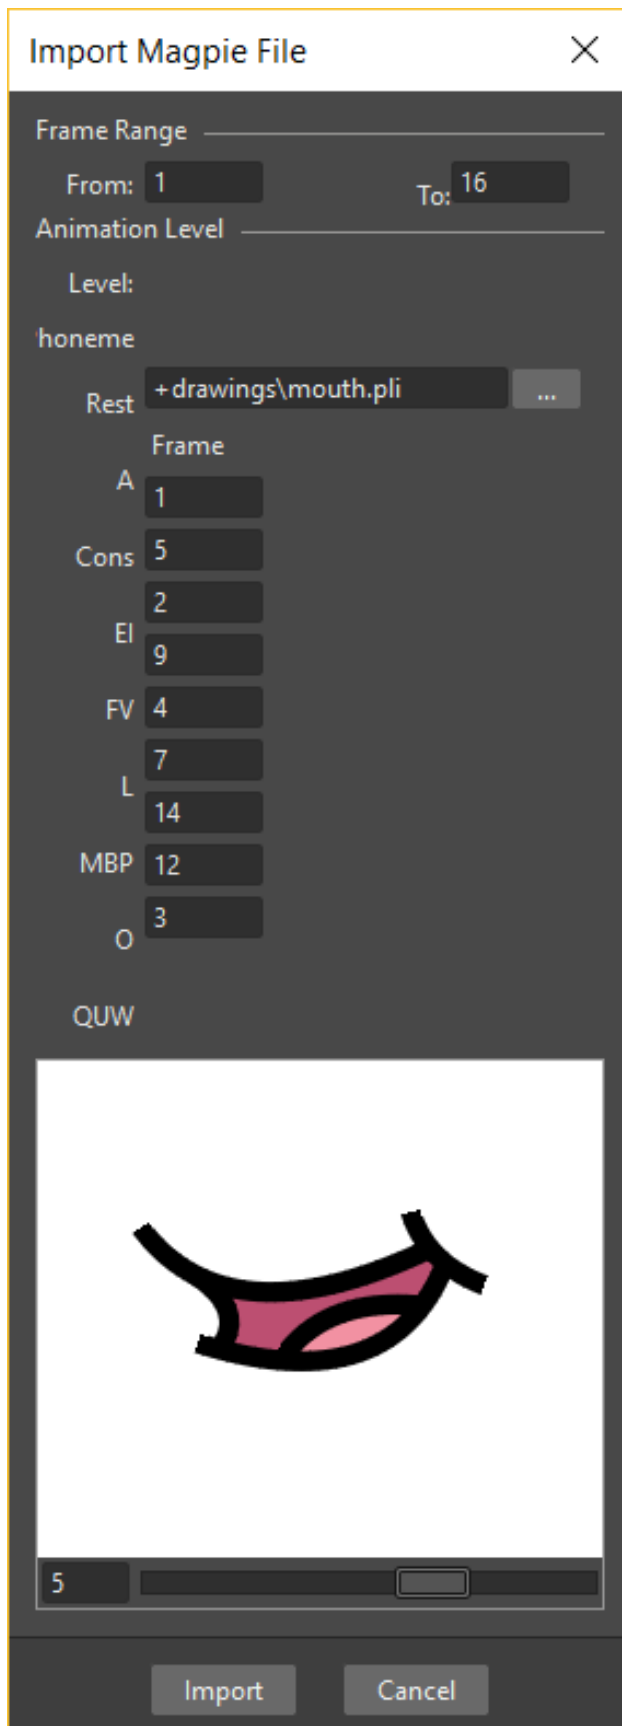 Import Magpie File
Frame Range
From: 1 To: 16
Animation Level
Level:
honeme
Rest +drawings\mouth.pli ...
Frame
A
1
Cons 5
2
EI
9
FV 4
7
L
14
MBP 12
3
O
QUW
5
Import Cancel